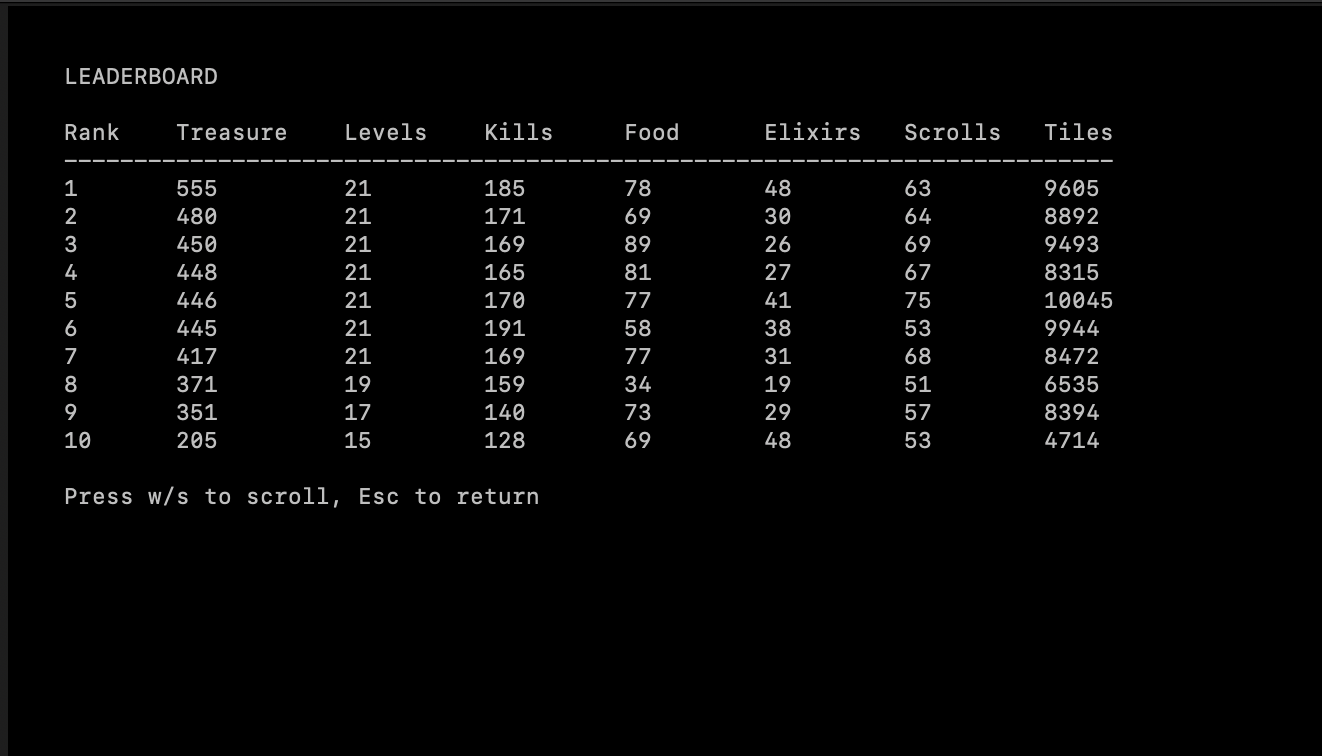 LEADERBOARD
Rank Treasure Levels Kills Food Elixirs Scrolls Tiles
1 555 21 185 78 48 63 9605
2 480 21 171 69 30 64 8892
3 450 21 169 89 26 69 9493
4 448 21 165 81 27 67 8315
5 446 21 170 77 41 75 10045
6 445 21 191 58 38 53 9944
7 417 21 169 77 31 68 8472
8 371 19 159 34 19 51 6535
9 351 17 140 73 29 57 8394
10 205 15 128 69 48 53 4714
Press w/s to scroll, Esc to return